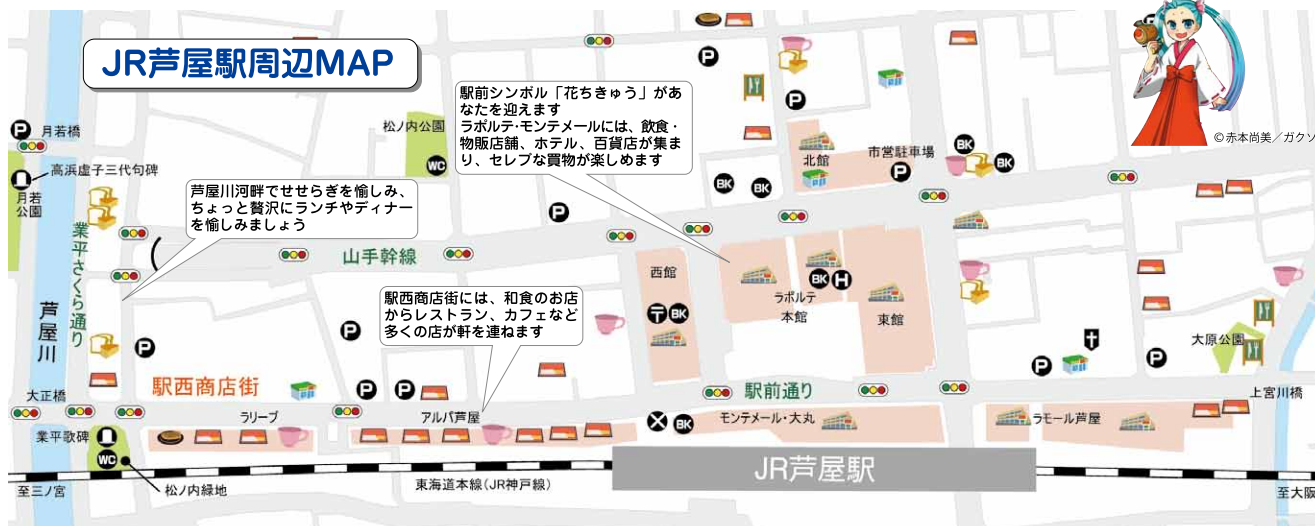 JR芦屋駅周辺MAP
©赤本尚美／ガクソ
駅前シンボル「花ちきゅう」があ
なたを迎えます
ラポルテ・モンテメールには、飲食・
物販店舗、ホテル、百貨店が集ま
り、セレブな買物が楽しめます
P
月若橋
松ノ内公園
WC
高浜虚子三代句碑
月若
公園
芦屋川河畔でせせらぎを愉しみ、
ちょっと贅沢にランチやディナー
を愉しみましょう
P
P
北館
市営駐車場
P
BK
BK
BK
BK
P
業平さくら通り
山手幹線
芦屋川
西館
〒
BK
BK
H
ラポルテ
本館
東館
駅西商店街には、和食のお店
からレストラン、カフェなど
多くの店が軒を連ねます
P
P
P
P
P
P
大原公園
大正橋
駅西商店街
駅前通り
上宮川橋
ラリーブ
アルパ芦屋
BK
モンテメール・大丸
ラモール芦屋
業平歌碑
WC
松ノ内緑地
JR芦屋駅
至三ノ宮
東海道本線(JR神戸線)
至大阪